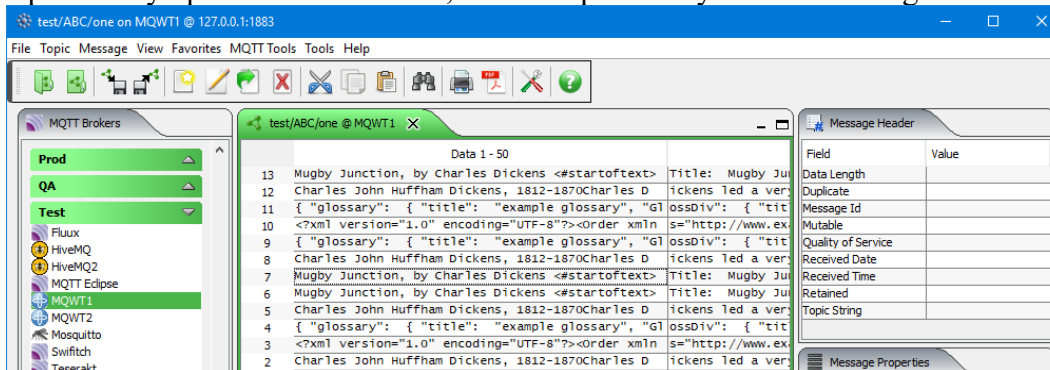 test/ABC/one on MQWT1 @ 127.0.0.1:1883
File Topic Message View Favorites MQTT Tools Tools Help
MQTT Brokers
Prod
QA
Test
Fluux
HiveMQ
HiveMQ2
MQTT Eclipse
MQWT1
MQWT2
Mosquitto
Swifitch
Teserakt
test/ABC/one @ MQWT1
Data 1 - 50
13 Mugby Junction, by Charles Dickens <#startoftext> Title: Mugby Ju
12 Charles John Huffham Dickens, 1812-1870Charles D ickens led a ver
11 { "glossary": { "title": "example glossary", "Gl ossDiv": { "tit
10 <?xml version="1.0" encoding="UTF-8"?><Order xmln s="http://www.ex
9 { "glossary": { "title": "example glossary", "Gl ossDiv": { "tit
8 Charles John Huffham Dickens, 1812-1870Charles D ickens led a ver
7 Mugby Junction, by Charles Dickens <#startoftext> Title: Mugby Ju
6 Mugby Junction, by Charles Dickens <#startoftext> Title: Mugby Ju
5 Charles John Huffham Dickens, 1812-1870Charles D ickens led a ver
4 { "glossary": { "title": "example glossary", "Gl ossDiv": { "tit
3 <?xml version="1.0" encoding="UTF-8"?><Order xmln s="http://www.ex
2 Charles John Huffham Dickens, 1812-1870Charles D ickens led a ver
Message Header
Field Value
Data Length
Duplicate
Message Id
Mutable
Quality of Service
Received Date
Received Time
Retained
Topic String
Message Properties